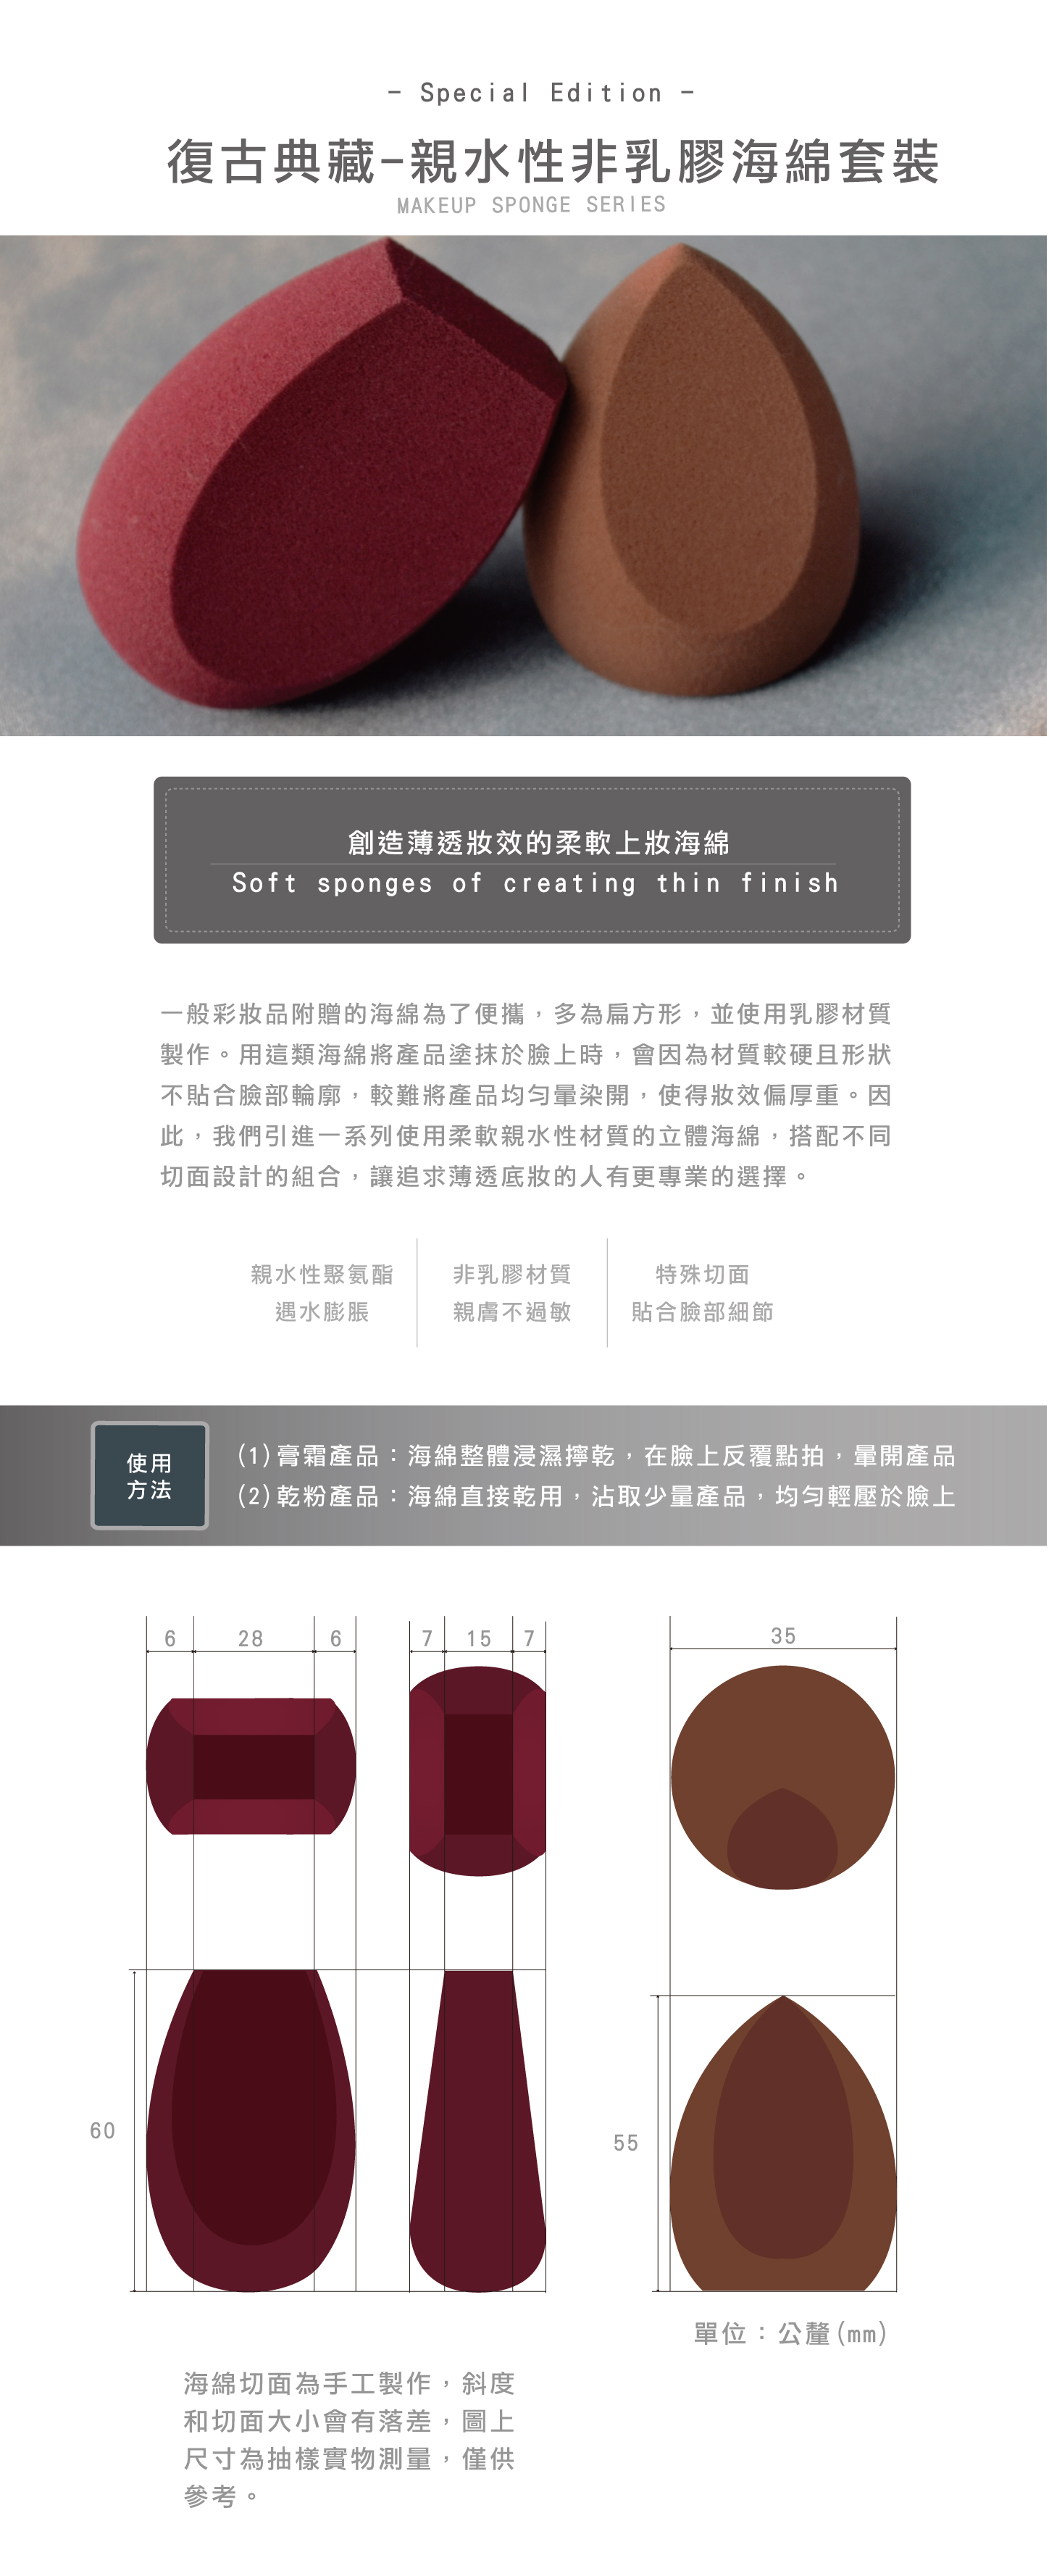 - Special Edition -
復古典藏-親水性非乳膠海綿套裝
MAKEUP SPONGE SERIES
創造薄透妝效的柔軟上妝海綿
Soft sponges of creating thin finish
一般彩妝品附贈的海綿為了便攜，多為扁方形，並使用乳膠材質
製作。用這類海綿將產品塗抹於臉上時，會因為材質較硬且形狀
不貼合臉部輪廓，較難將產品均勻暈染開，使得妝效偏厚重。因
此，我們引進一系列使用柔軟親水性材質的立體海綿，搭配不同
切面設計的組合，讓追求薄透底妝的人有更專業的選擇。
親水性聚氨酯
遇水膨脹
非乳膠材質
親膚不過敏
特殊切面
貼合臉部細節
使用
方法
(1)膏霜產品：海綿整體浸濕擰乾，在臉上反覆點拍，暈開產品
(2)乾粉產品：海綿直接乾用，沾取少量產品，均勻輕壓於臉上
6 28 6
7 15 7
35
60
55
單位：公釐(mm)
海綿切面為手工製作，斜度
和切面大小會有落差，圖上
尺寸為抽樣實物測量，僅供
參考。